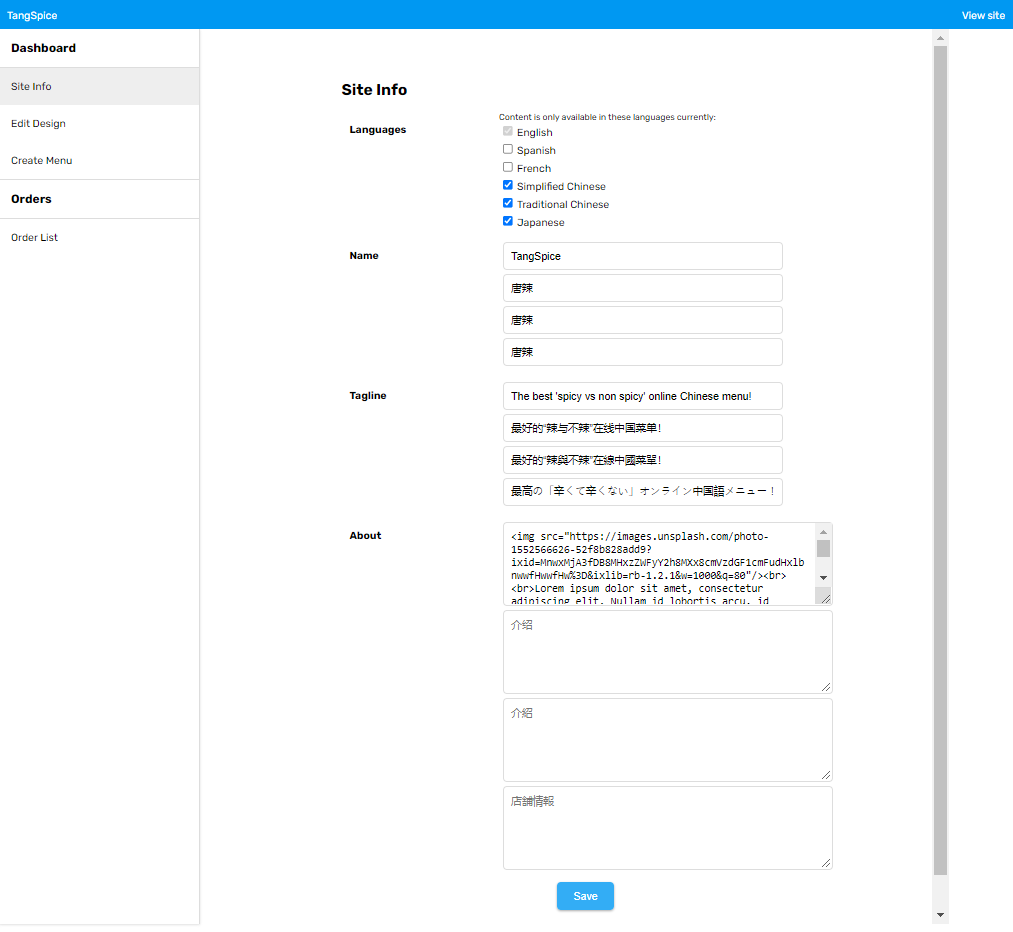 TangSpice
View site
Dashboard
Site Info
Edit Design
Create Menu
Orders
Order List
Site Info
Languages
Content is only available in these languages currently:
English
Spanish
French
Simplified Chinese
Traditional Chinese
Japanese
Name
TangSpice
唐辣
唐辣
唐辣
Tagline
The best 'spicy vs non spicy' online Chinese menu!
最好的“辣与不辣”在线中国菜单!
最好的“辣與不辣”在線中國菜單!
最高の「辛くて辛くない」オンライン中国語メニュー！
About
<img src="https://images.unsplash.com/photo-
1552566626-52f8b828add9?
ixid=MnwxMjA3fDB8MHxzZWFyY2h8MXx8cmVzdGF1cmFudHxlb
nwwfHwwfHw%3D&ixlib=rb-1.2.1&w=1000&q=80"/><br>
<br>Lorem ipsum dolor sit amet, consectetur
adipiscing elit. Nullam id lobortis arcu, id
介绍
介紹
店舗情報
Save